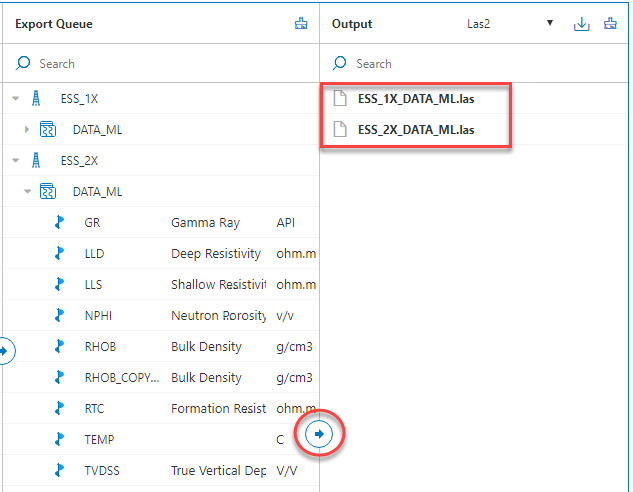 Export Queue
Output Las2
Search
Search
ESS_1X
ESS_1X_DATA_ML.las
DATA_ML
ESS_2X_DATA_ML.las
ESS_2X
DATA_ML
GR Gamma Ray API
LLD Deep Resistivity ohm.m
LLS Shallow Resistivit ohm.m
NPHI Neutron Porosity v/v
RHOB Bulk Density g/cm3
RHOB_COPY... Bulk Density g/cm3
RTC Formation Resist ohm.m
TEMP C
TVDSS True Vertical Dep V/V